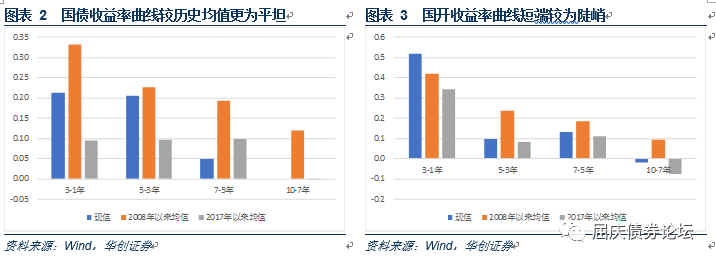 图表 2 国债收益率曲线较历史均值更为平坦
0.35
0.30
0.25
0.20
0.15
0.10
0.05
0.00
-0.05
3-1年 5-3年 7-5年 10-7年
现值 2008年以来均值 2017年以来均值
资料来源：Wind，华创证券
图表 3 国开收益率曲线短端较为陡峭
0.6
0.5
0.4
0.3
0.2
0.1
0.0
-0.1
-0.2
3-1年 5-3年 7-5年 10-7年
现值 2008年以来均值 2017年以来均值
资料来源：Wind，华创证券
屈庆债券论坛